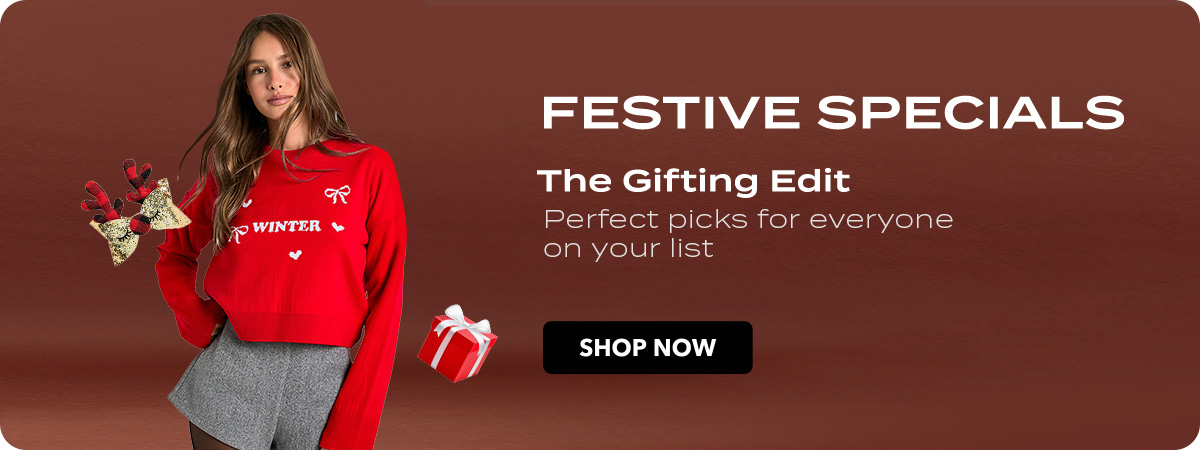 FESTIVE SPECIALS
The Gifting Edit
Perfect picks for everyone
on your list
WINTER
SHOP NOW